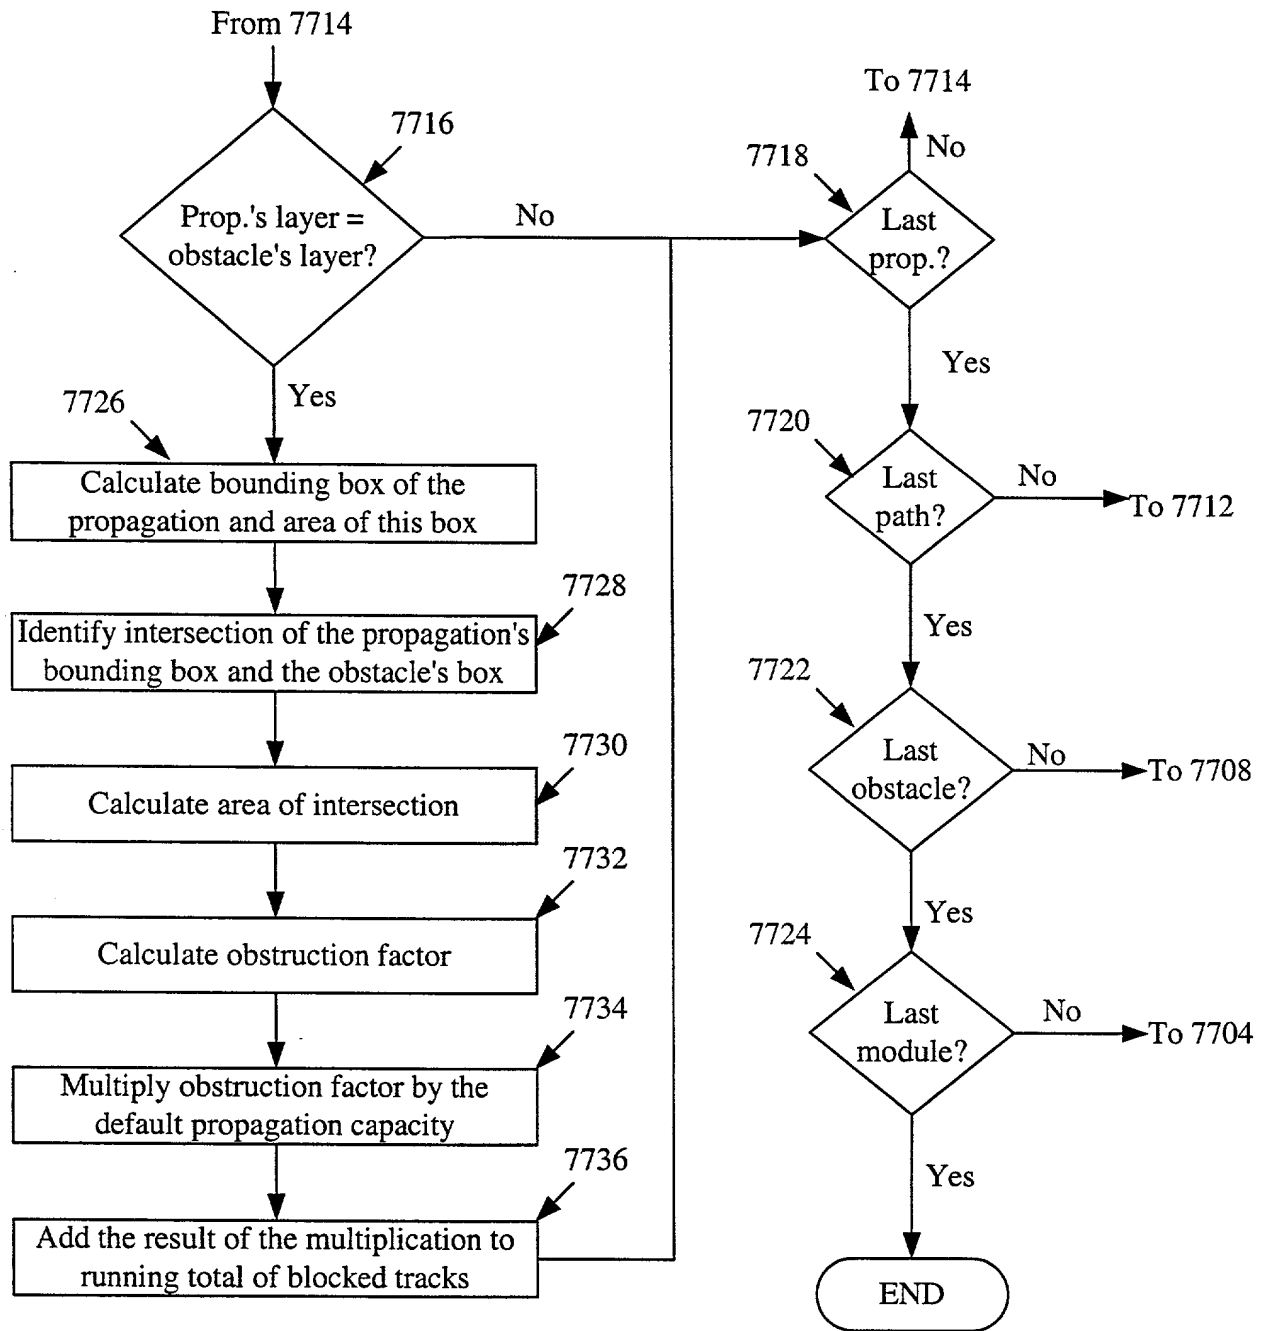 From 7714
7716
Prop.'s layer =
obstacle's layer?
No
Yes
7726
Calculate bounding box of the
propagation and area of this box
7728
Identify intersection of the propagation's
bounding box and the obstacle's box
7730
Calculate area of intersection
7732
Calculate obstruction factor
7734
Multiply obstruction factor by the
default propagation capacity
7736
Add the result of the multiplication to
running total of blocked tracks
To 7714
No
7718
Last
prop.?
Yes
7720
Last
path?
No
To 7712
Yes
7722
Last
obstacle?
No
To 7708
Yes
7724
Last
module?
No
To 7704
Yes
END